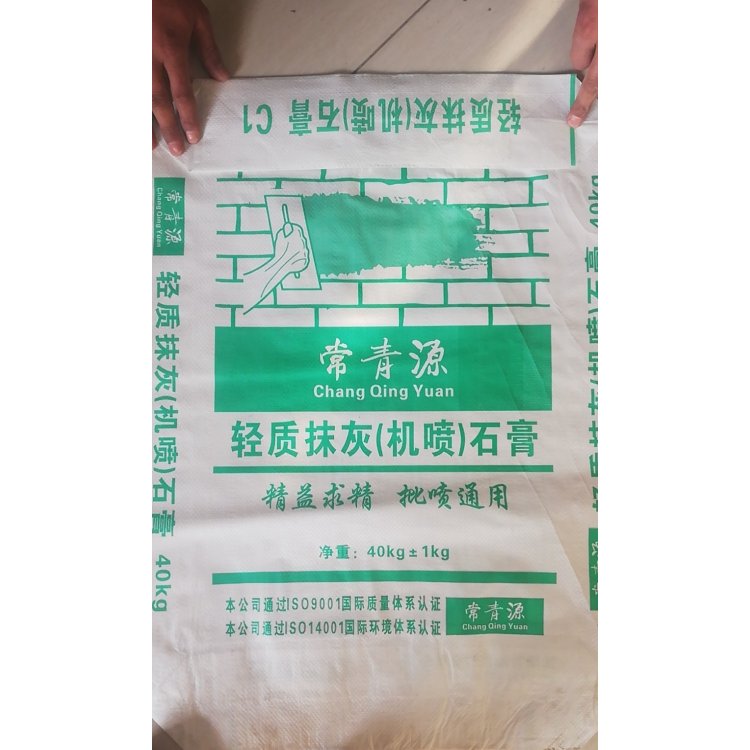 轻质抹灰(机喷)石膏 C1
常青源
Chang Qing Yuan
轻质抹灰(机喷)石膏 40kg
常青源
Chang Qing Yuan
轻质抹灰(机喷)石膏
精益求精 批喷通用
净重：40kg±1kg
本公司通过ISO9001国际质量体系认证
本公司通过ISO14001国际环境体系认证
常青源
Chang Qing Yuan